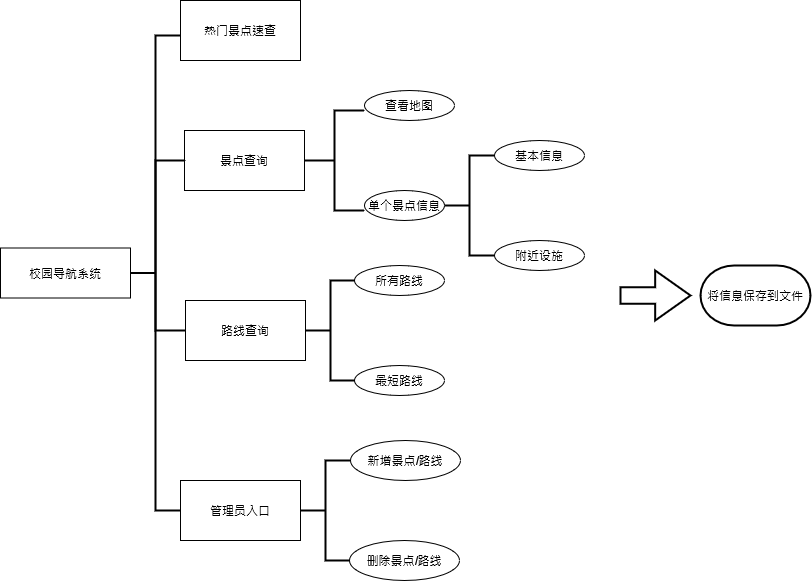 热门景点速查
查看地图
景点查询
基本信息
单个景点信息
附近设施
校园导航系统
所有路线
将信息保存到文件
路线查询
最短路线
新增景点/路线
管理员入口
删除景点/路线